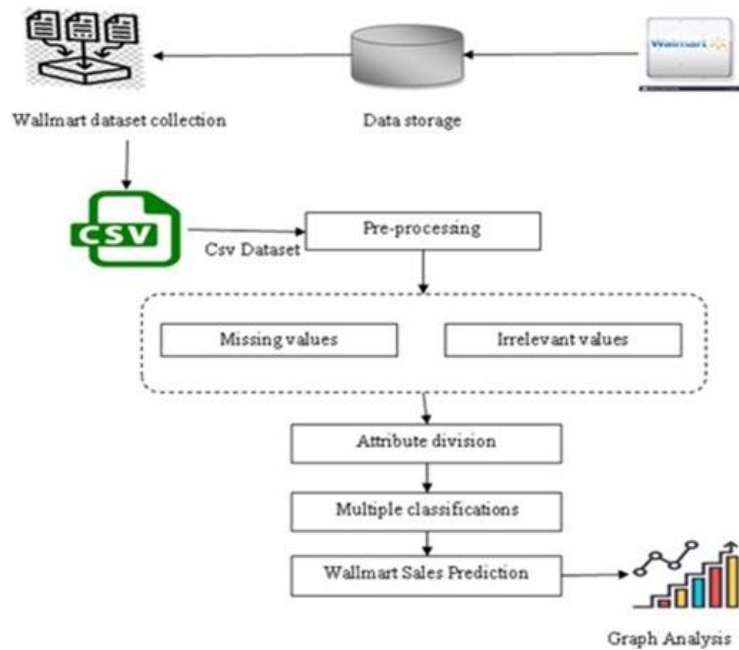 Walmart
Wallmart dataset collection
Data storage
CSV
Csv Dataset
Pre-processing
Missing values
Irrelevant values
Attribute division
Multiple classifications
Wallmart Sales Prediction
Graph Analysis